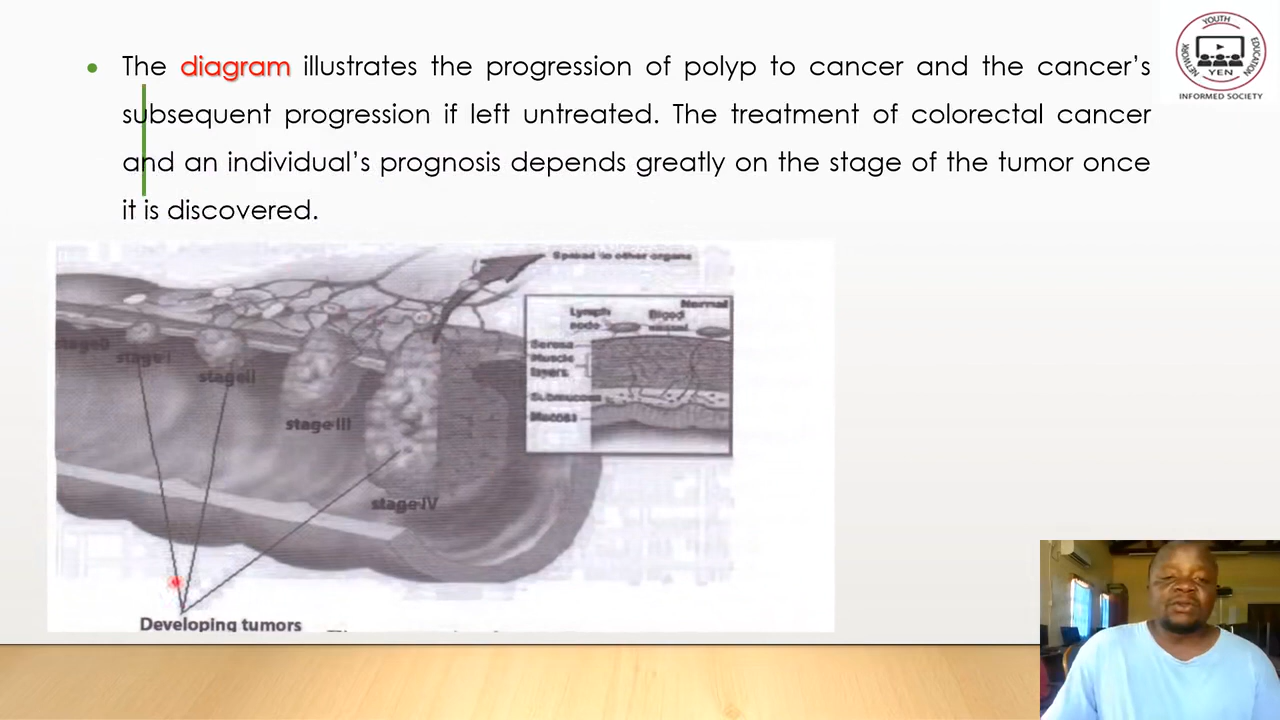 The diagram illustrates the progression of polyp to cancer and the cancer’s
subsequent progression if left untreated. The treatment of colorectal cancer
and an individual’s prognosis depends greatly on the stage of the tumor once
it is discovered.
YOUTH
EDUCATION
NETWORK
YEN
INFORMED SOCIETY
Spread to other organs
Normal
Lymph
node
Blood
vessel
Serosa
Muscle
layers
Submucosa
Mucosa
stage 0
stage I
stage II
stage III
stage IV
Developing tumors